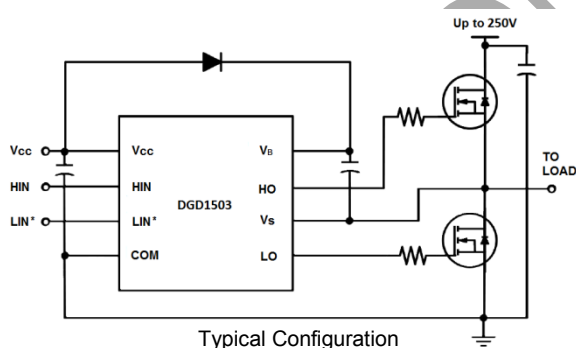 Up to 250V
Vcc
HIN
LIN*
Vcc
HIN
LIN*
COM
DGD1503
VB
HO
Vs
LO
TO
LOAD
Typical Configuration